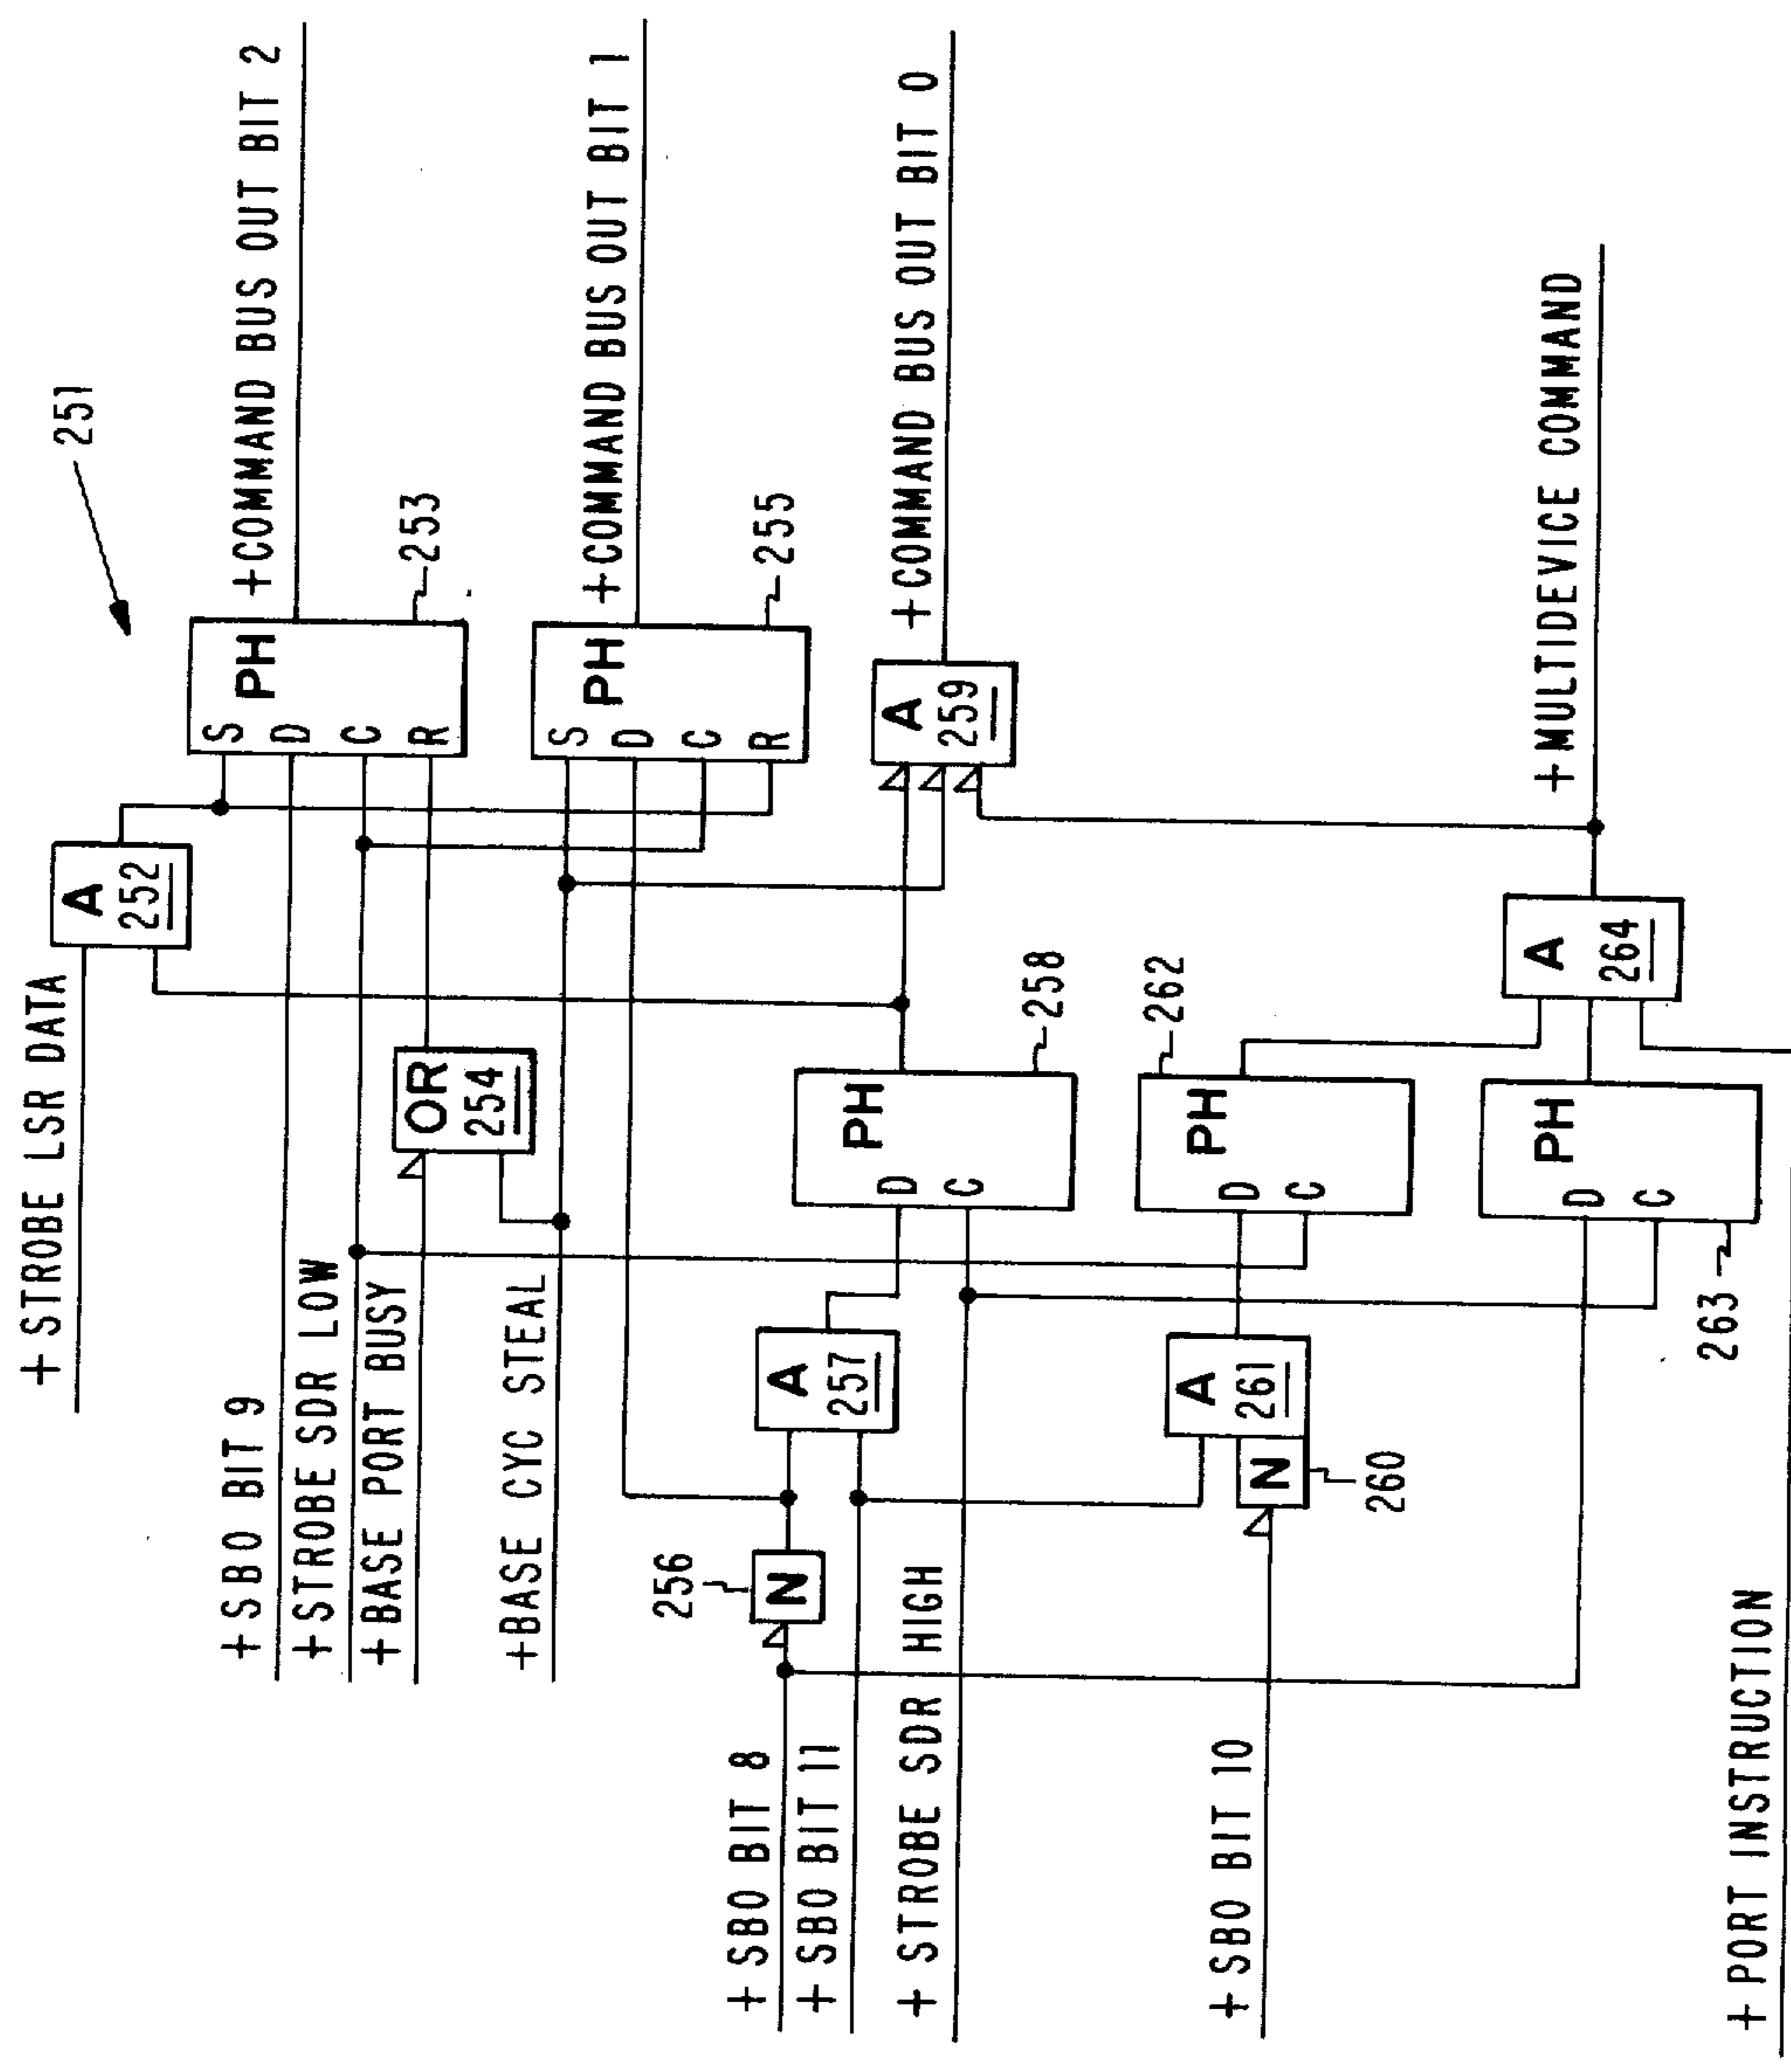 251
+STROBE LSR DATA
A
252
+SBO BIT 9
+STROBE SDR LOW
+BASE PORT BUSY
OR
254
S
D
C
R
PH
+COMMAND BUS OUT BIT 2
253
+BASE CYC STEAL
S
D
C
R
PH
+COMMAND BUS OUT BIT 1
255
256
+SBO BIT 8
+SBO BIT 11
N
A
257
D
C
PH
258
A
259
+COMMAND BUS OUT BIT 0
+STROBE SDR HIGH
+SBO BIT 10
N
260
A
261
D
C
PH
262
D
C
PH
263
A
264
+MULTIDEVICE COMMAND
+PORT INSTRUCTION